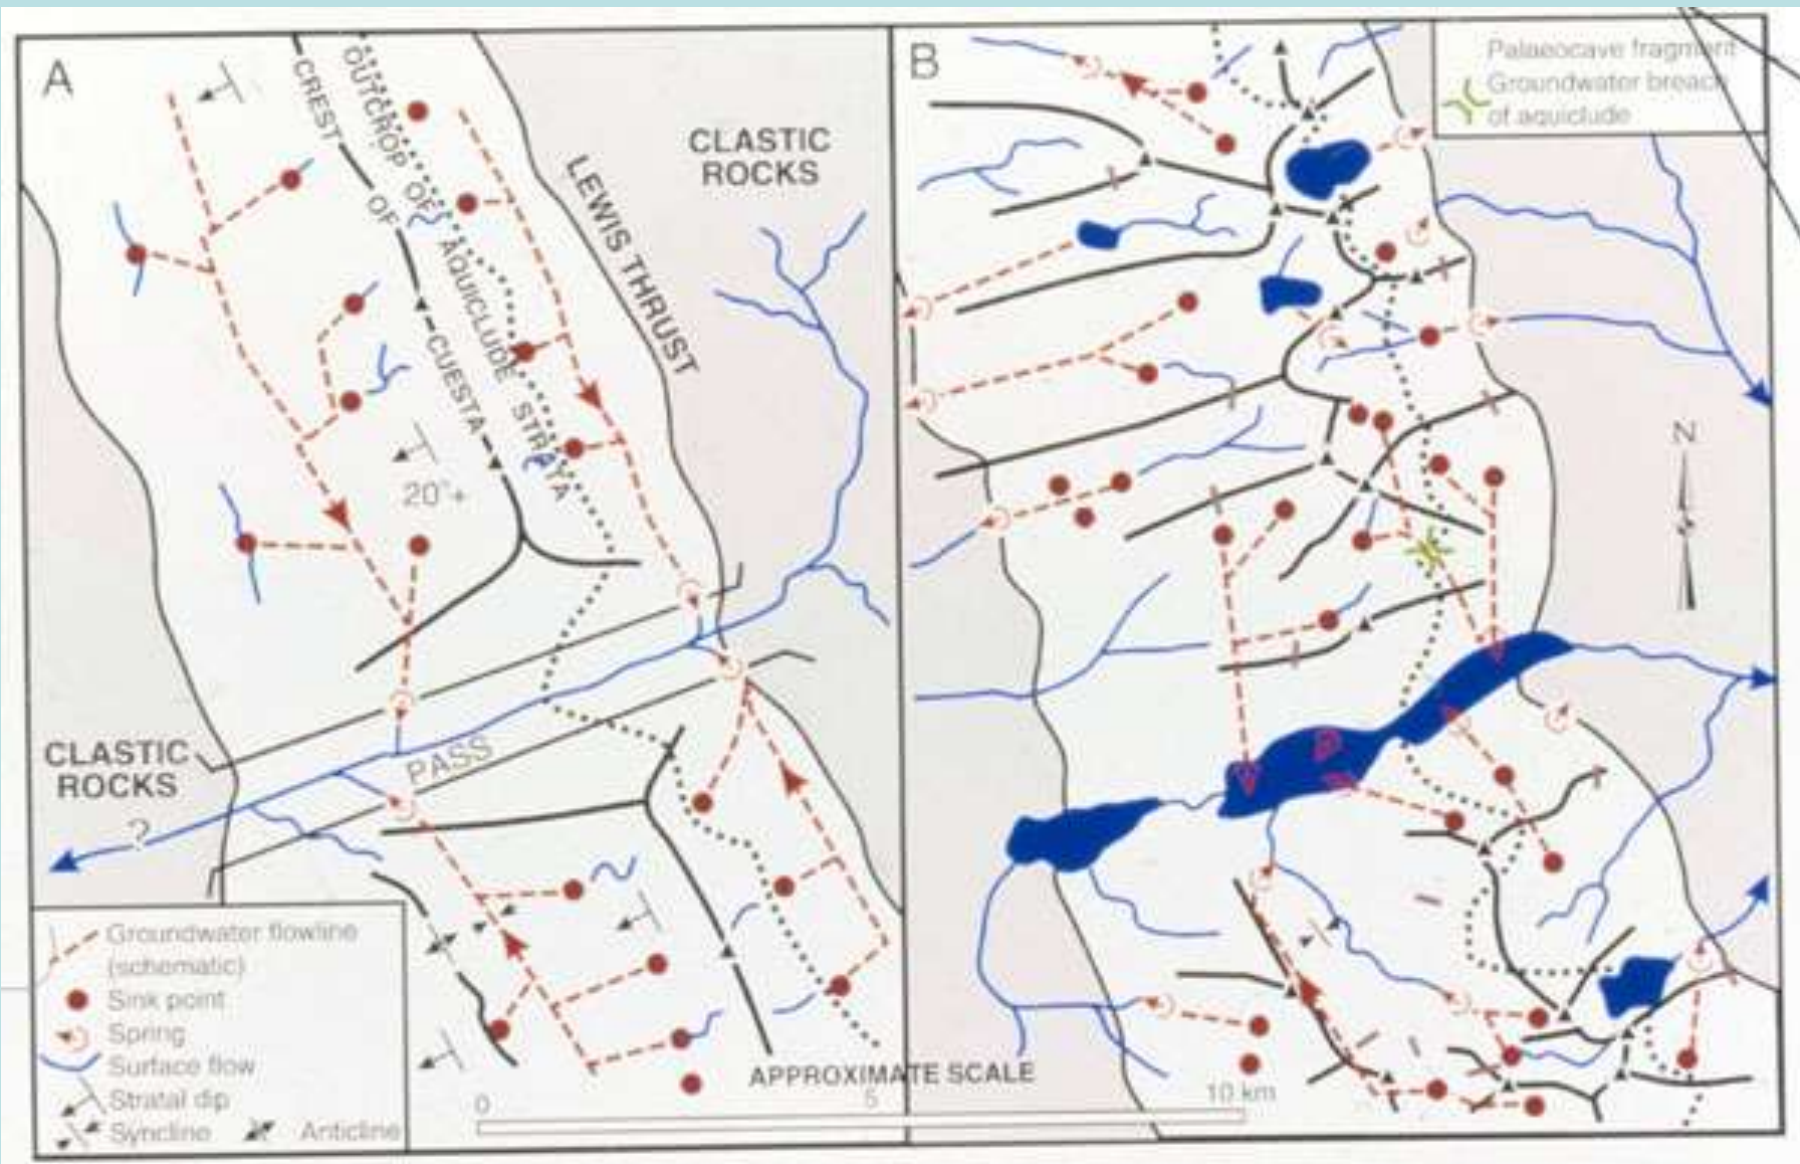 A
CREST OF CUESTA
OUTCROP OF AQUICLUDE STRATA
LEWIS THRUST
CLASTIC
ROCKS
20°+
CLASTIC
ROCKS
?
PASS
Groundwater flowline
(schematic)
Sink point
Spring
Surface flow
Stratal dip
Syncline Anticline
APPROXIMATE SCALE
0 5 10 km
B
Palaeocave fragment
Groundwater breach
of aquiclude
N